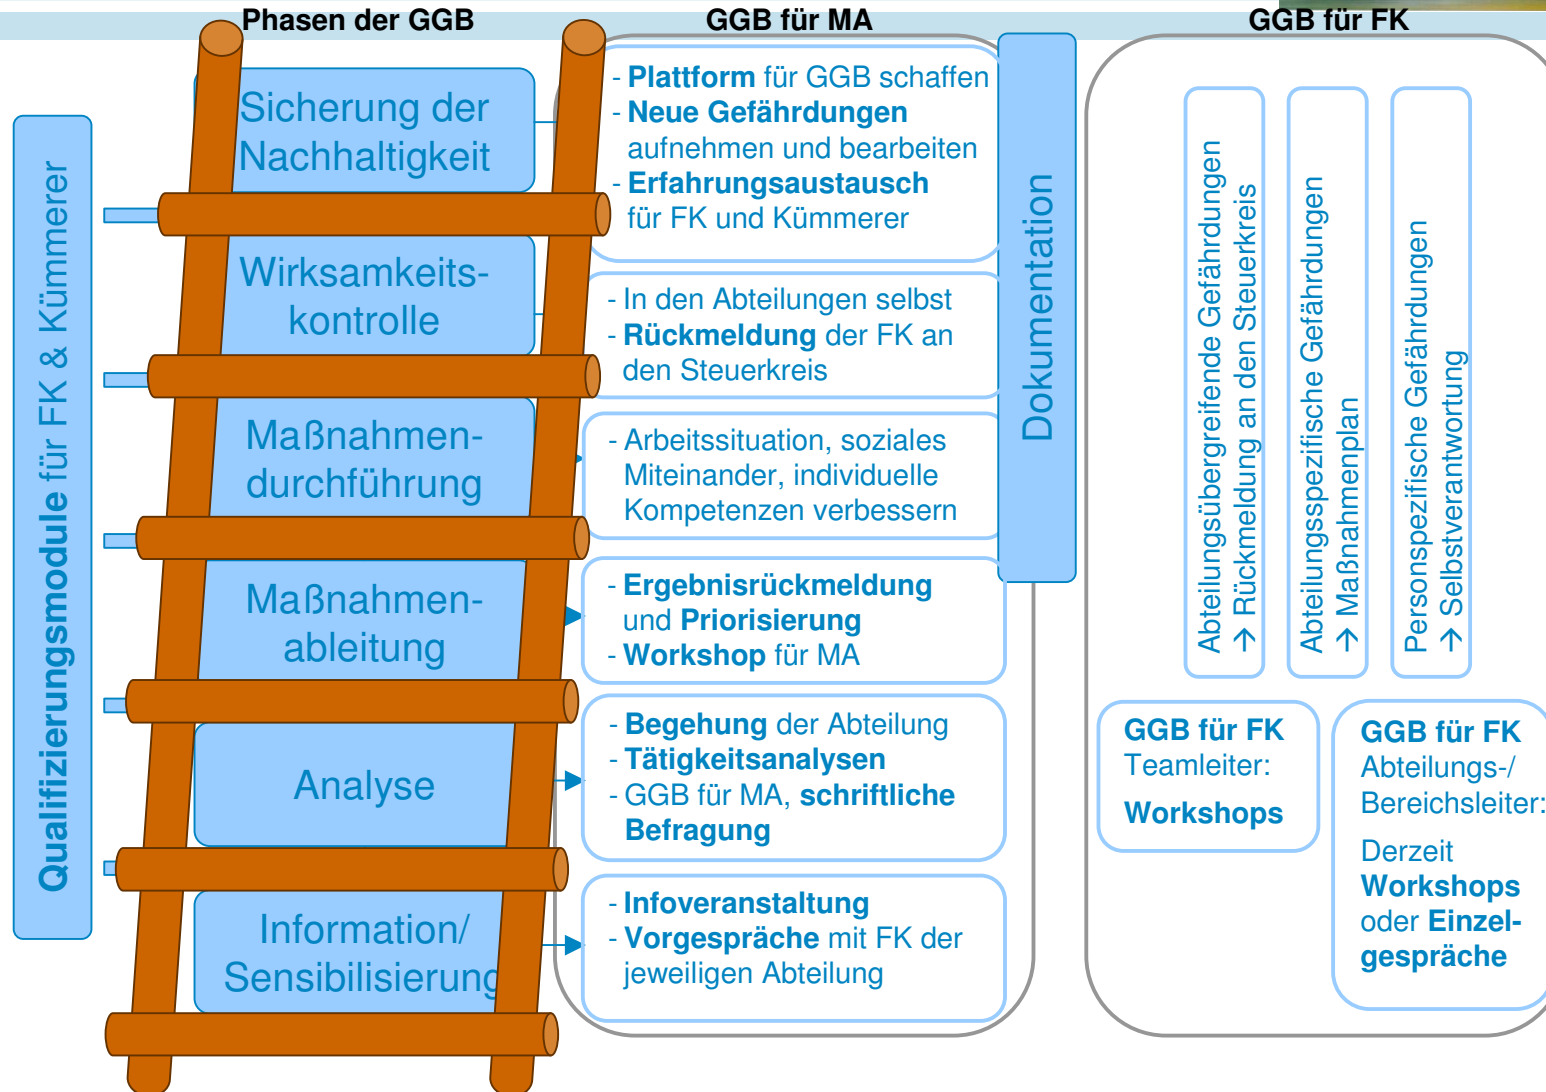 Phasen der GGB
GGB für MA
GGB für FK
Qualifizierungsmodule für FK & Kümmerer
Sicherung der
Nachhaltigkeit
- Plattform für GGB schaffen
- Neue Gefährdungen
aufnehmen und bearbeiten
- Erfahrungsaustausch
für FK und Kümmerer
Wirksamkeits-
kontrolle
- In den Abteilungen selbst
- Rückmeldung der FK an
den Steuerkreis
Maßnahmen-
durchführung
- Arbeitssituation, soziales
Miteinander, individuelle
Kompetenzen verbessern
Maßnahmen-
ableitung
- Ergebnisrückmeldung
und Priorisierung
- Workshop für MA
Analyse
- Begehung der Abteilung
- Tätigkeitsanalysen
- GGB für MA, schriftliche
Befragung
Information/
Sensibilisierung
- Infoveranstaltung
- Vorgespräche mit FK der
jeweiligen Abteilung
Dokumentation
Abteilungsübergreifende Gefährdungen
→ Rückmeldung an den Steuerkreis
Abteilungsspezifische Gefährdungen
→ Maßnahmenplan
Personspezifische Gefährdungen
→ Selbstverantwortung
GGB für FK
Teamleiter:
Workshops
GGB für FK
Abteilungs-/
Bereichsleiter:
Derzeit
Workshops
oder Einzel-
gespräche